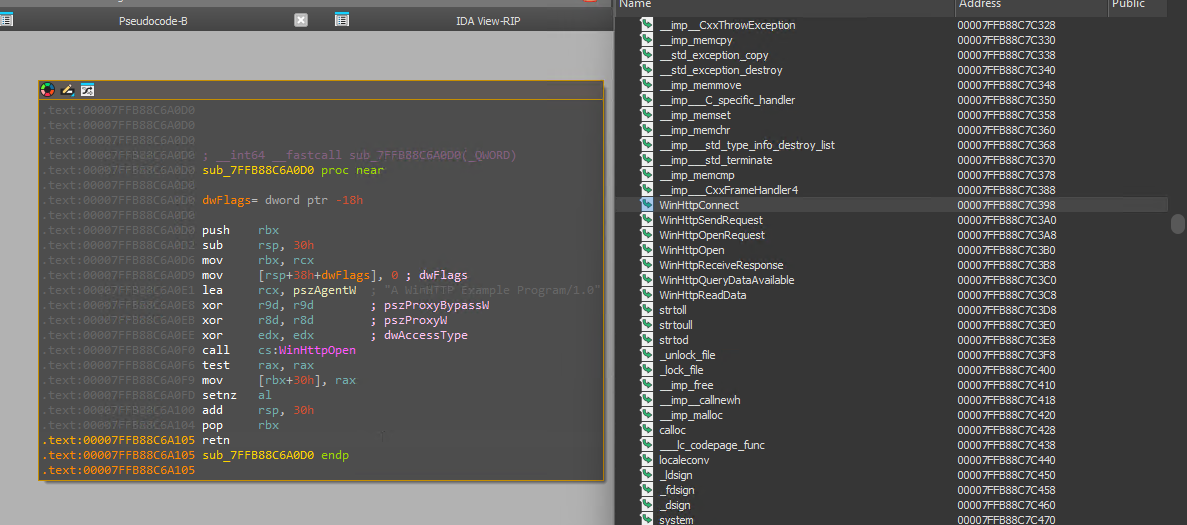 Pseudocode-B
IDA View-RIP
.text:00007FFB88C6A0D0
.text:00007FFB88C6A0D0
.text:00007FFB88C6A0D0
.text:00007FFB88C6A0D0 ; __int64 __fastcall sub_7FFB88C6A0D0(_QWORD)
.text:00007FFB88C6A0D0 sub_7FFB88C6A0D0 proc near
.text:00007FFB88C6A0D0
.text:00007FFB88C6A0D0 dwFlags= dword ptr -18h
.text:00007FFB88C6A0D0
.text:00007FFB88C6A0D0 push rbx
.text:00007FFB88C6A0D2 sub rsp, 30h
.text:00007FFB88C6A0D6 mov rbx, rcx
.text:00007FFB88C6A0D9 mov [rsp+38h+dwFlags], 0 ; dwFlags
.text:00007FFB88C6A0E1 lea rcx, pszAgentW ; "A WinHTTP Example Program/1.0"
.text:00007FFB88C6A0E8 xor r9d, r9d ; pszProxyBypassW
.text:00007FFB88C6A0EB xor r8d, r8d ; pszProxyW
.text:00007FFB88C6A0EE xor edx, edx ; dwAccessType
.text:00007FFB88C6A0F0 call cs:WinHttpOpen
.text:00007FFB88C6A0F6 test rax, rax
.text:00007FFB88C6A0F9 mov [rbx+30h], rax
.text:00007FFB88C6A0FD setnz al
.text:00007FFB88C6A100 add rsp, 30h
.text:00007FFB88C6A104 pop rbx
.text:00007FFB88C6A105 retn
.text:00007FFB88C6A105 sub_7FFB88C6A0D0 endp
.text:00007FFB88C6A105
Name Address Public
__imp__CxxThrowException 00007FFB88C7C328
__imp_memcpy 00007FFB88C7C330
__std_exception_copy 00007FFB88C7C338
__std_exception_destroy 00007FFB88C7C340
__imp_memmove 00007FFB88C7C348
__imp___C_specific_handler 00007FFB88C7C350
__imp_memset 00007FFB88C7C358
__imp_memchr 00007FFB88C7C360
__imp___std_type_info_destroy_list 00007FFB88C7C368
__imp___std_terminate 00007FFB88C7C370
__imp_memcmp 00007FFB88C7C378
__imp___CxxFrameHandler4 00007FFB88C7C388
WinHttpConnect 00007FFB88C7C398
WinHttpSendRequest 00007FFB88C7C3A0
WinHttpOpenRequest 00007FFB88C7C3A8
WinHttpOpen 00007FFB88C7C3B0
WinHttpReceiveResponse 00007FFB88C7C3B8
WinHttpQueryDataAvailable 00007FFB88C7C3C0
WinHttpReadData 00007FFB88C7C3C8
strtoll 00007FFB88C7C3D8
strtoull 00007FFB88C7C3E0
strtod 00007FFB88C7C3E8
_unlock_file 00007FFB88C7C3F8
_lock_file 00007FFB88C7C400
__imp_free 00007FFB88C7C410
__imp__callnewh 00007FFB88C7C418
__imp_malloc 00007FFB88C7C420
calloc 00007FFB88C7C428
___lc_codepage_func 00007FFB88C7C438
localeconv 00007FFB88C7C440
_ldsign 00007FFB88C7C450
_fdsign 00007FFB88C7C458
_dsign 00007FFB88C7C460
system 00007FFB88C7C470